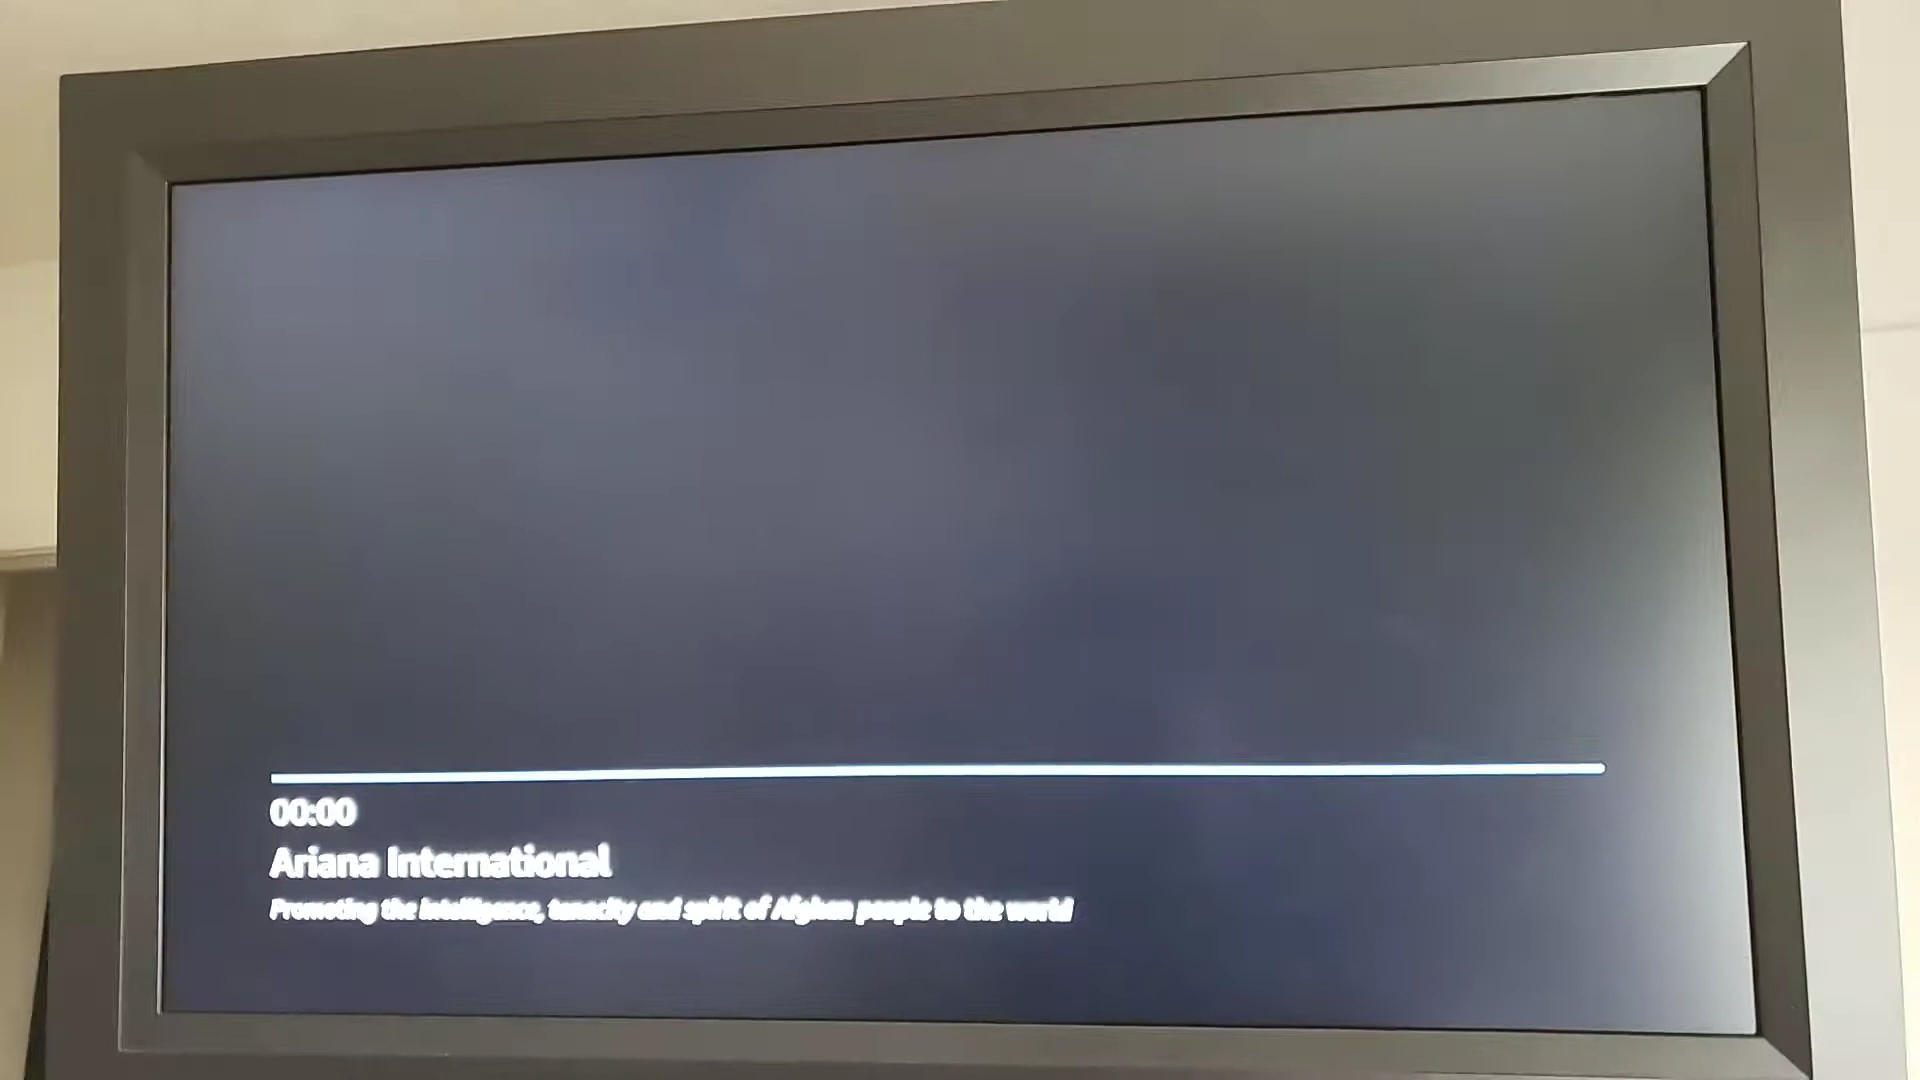 00:00
Ariana International
Promoting the intelligence, tenacity and spirit of Afghan people to the world